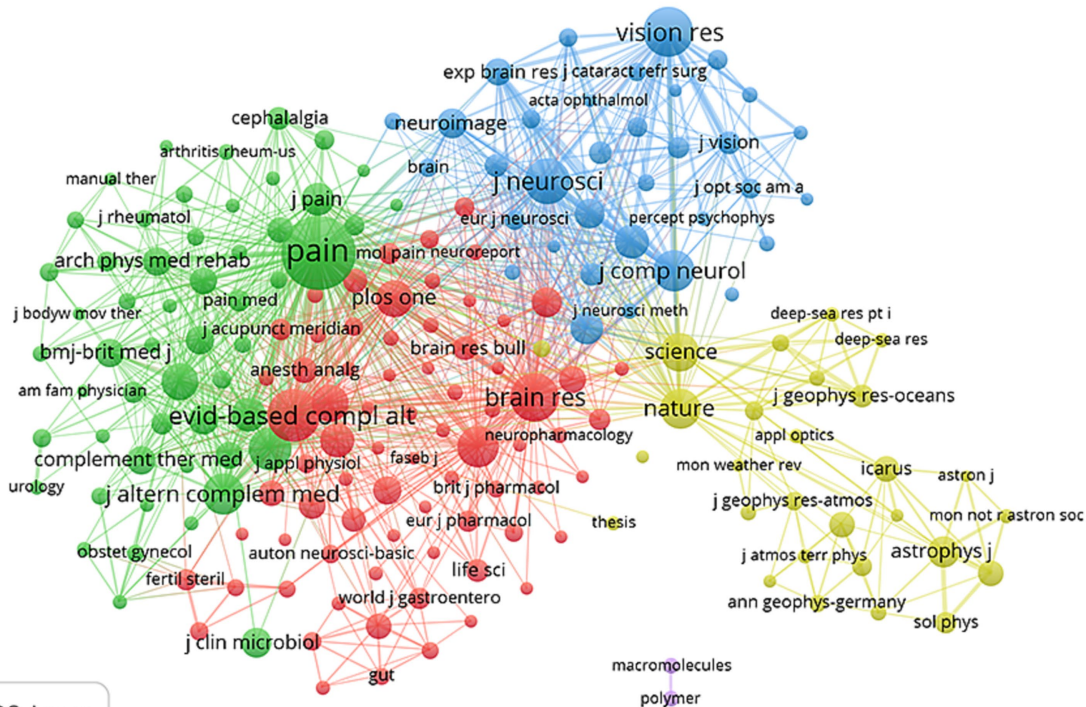 vision res
exp brain res
j cataract refr surg
acta ophthalmol
cephalalgia
neuroimage
j vision
arthritis rheum-us
brain
manual ther
j neurosci
j opt soc am a
j pain
j rheumatol
eur j neurosci
percept psychophys
pain
mol pain
neuroreport
arch phys med rehab
j comp neurol
pain med
plos one
j bodyw mov ther
j neurosci meth
deep-sea res pt i
j acupunct meridian
deep-sea res
bmj-brit med j
brain res bull
science
anesth analg
am fam physician
brain res
j geophys res-oceans
evid-based compl alt
nature
neuropharmacology
appl optics
complement ther med
j appl physiol
faseb j
mon weather rev
icarus
astron j
urology
brit j pharmacol
j altern complem med
j geophys res-atmos
eur j pharmacol
thesis
mon not r astron soc
obstet gynecol
auton neurosci-basic
j atmos terr phys
astrophys j
fertil steril
life sci
world j gastroentero
ann geophys-germany
sol phys
j clin microbiol
macromolecules
gut
polymer